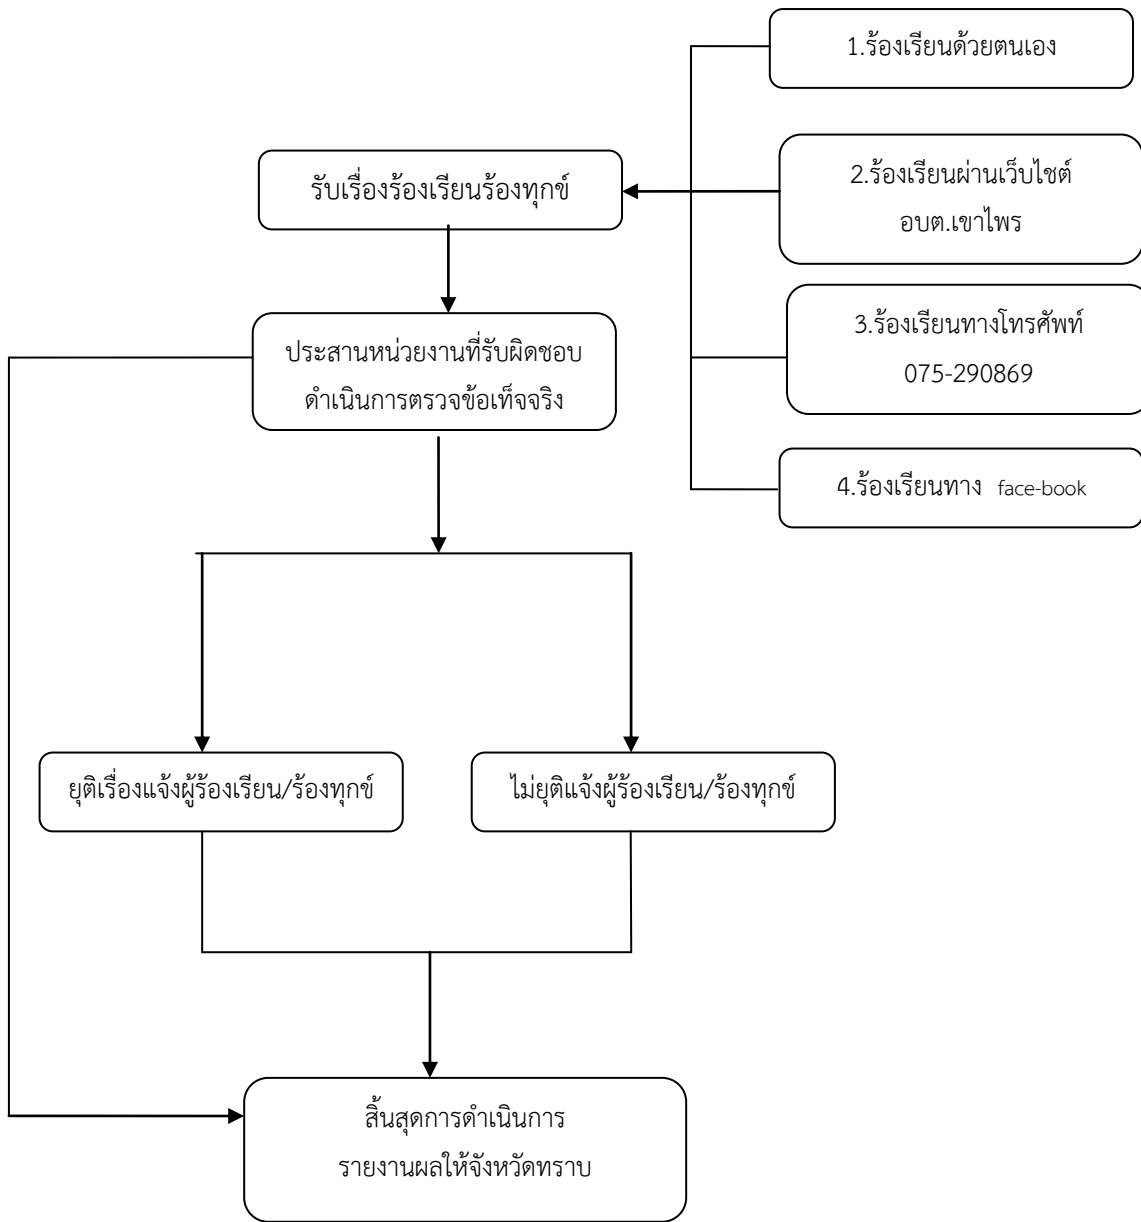 1.ร้องเรียนด้วยตนเอง
รับเรื่องร้องเรียนร้องทุกข์
2.ร้องเรียนผ่านเว็บไซต์
อบต.เขาไพร
3.ร้องเรียนทางโทรศัพท์
075-290869
ประสานหน่วยงานที่รับผิดชอบ
ดำเนินการตรวจข้อเท็จจริง
4.ร้องเรียนทาง face-book
ยุติเรื่องแจ้งผู้ร้องเรียน/ร้องทุกข์
ไม่ยุติแจ้งผู้ร้องเรียน/ร้องทุกข์
สิ้นสุดการดำเนินการ
รายงานผลให้จังหวัดทราบ